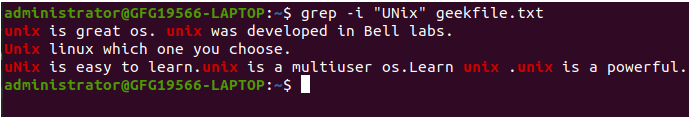 administrator@GFG19566-LAPTOP:~$ grep -i "UNix" geekfile.txt
unix is great os. unix was developed in Bell labs.
Unix linux which one you choose.
uNix is easy to learn.unix is a multiuser os.Learn unix .unix is a powerful.
administrator@GFG19566-LAPTOP:~$